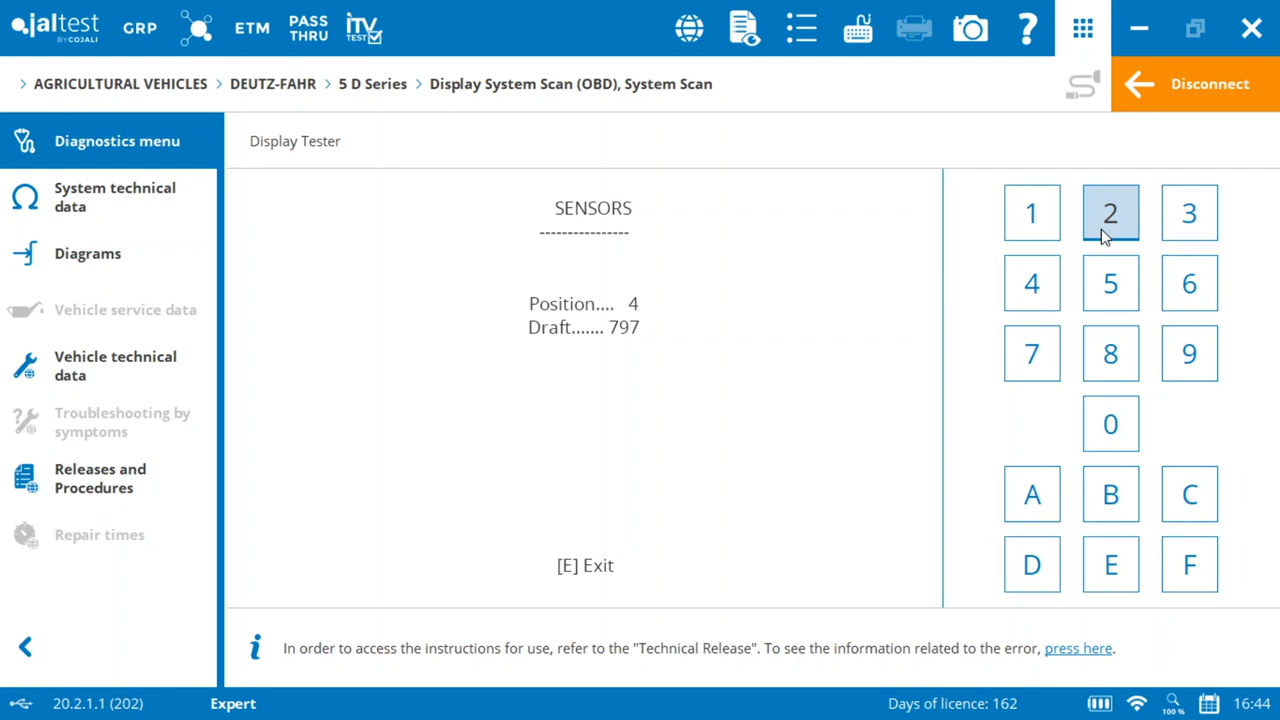 jaltest
BY COJALI
GRP
ETM
PASS
THRU
iTV
TEST
> AGRICULTURAL VEHICLES > DEUTZ-FAHR > 5 D Series > Display System Scan (OBD), System Scan
Disconnect
Diagnostics menu
System technical
data
Diagrams
Vehicle service data
Vehicle technical
data
Troubleshooting by
symptoms
Releases and
Procedures
Repair times
Display Tester
SENSORS
----------------
Position.... 4
Draft....... 797
[E] Exit
1 2 3
4 5 6
7 8 9
0
A B C
D E F
In order to access the instructions for use, refer to the "Technical Release". To see the information related to the error, press here.
20.2.1.1 (202)
Expert
Days of licence: 162
100 %
16:44